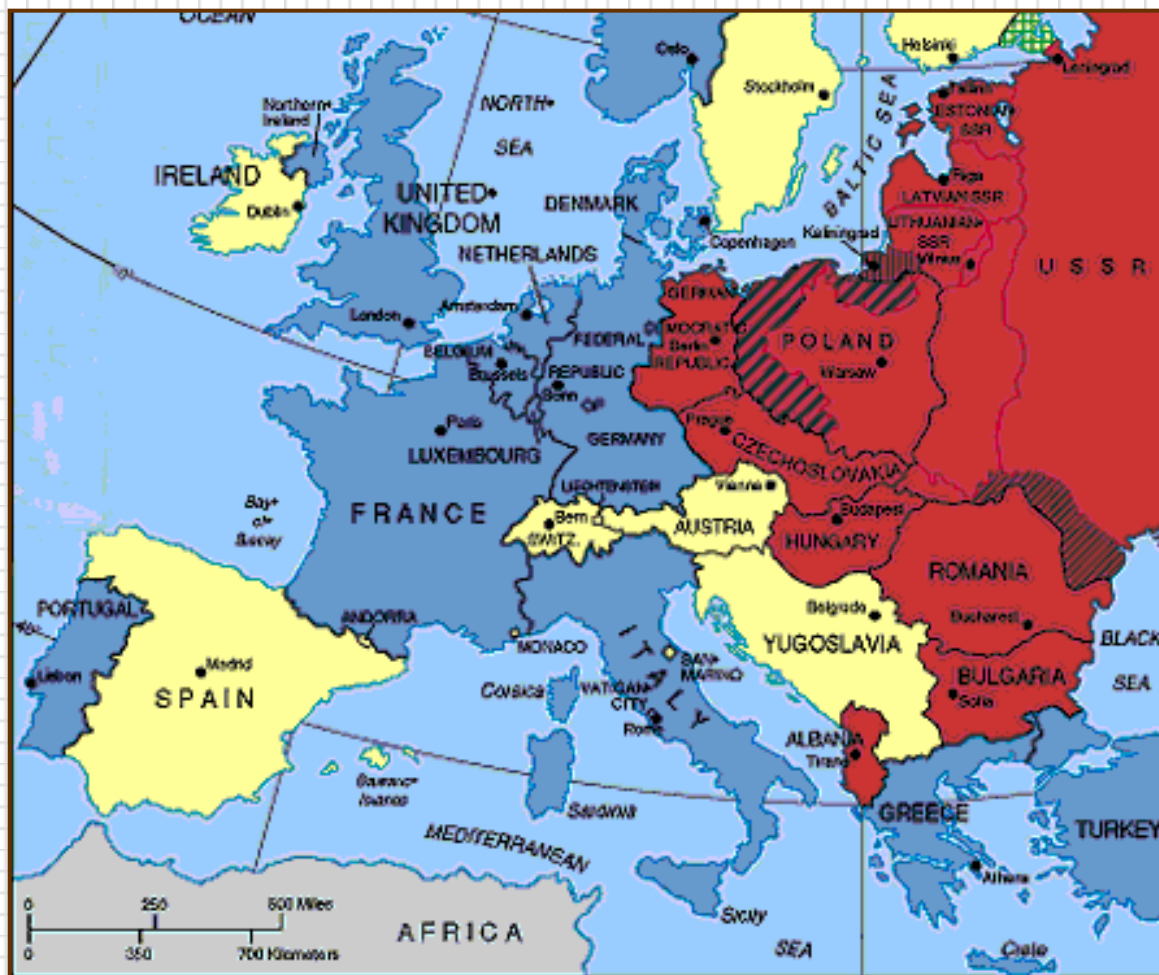 OCEAN
Oslo
Helsinki
Leningrad
Stockholm
Tallinn
ESTONIAN
SSR
Northern
Ireland
NORTH
SEA
BALTIC SEA
IRELAND
Dublin
UNITED
KINGDOM
DENMARK
Copenhagen
Riga
LATVIAN SSR
LITHUANIAN
SSR
Vilnius
Kaliningrad
USSR
NETHERLANDS
Amsterdam
London
GERMAN
DEMOCRATIC
Berlin
REPUBLIC
POLAND
Warsaw
BELGIUM
Brussels
FEDERAL
REPUBLIC
Bonn
OF
GERMANY
Paris
LUXEMBOURG
Prague
CZECHOSLOVAKIA
LIECHTENSTEIN
Vienna
FRANCE
Bern
SWITZ.
AUSTRIA
Budapest
HUNGARY
Bay
of
Biscay
ROMANIA
Bucharest
PORTUGAL
Lisbon
Madrid
SPAIN
ANDORRA
MONACO
ITALY
SAN
MARINO
Belgrade
YUGOSLAVIA
BLACK
SEA
BULGARIA
Sofia
Corsica
VATICAN
CITY
Rome
ALBANIA
Tiranë
Balearic
Islands
Sardinia
GREECE
TURKEY
MEDITERRANEAN
Athens
Sicily
SEA
Crete
AFRICA
0 250 500 Miles
0 350 700 Kilometers